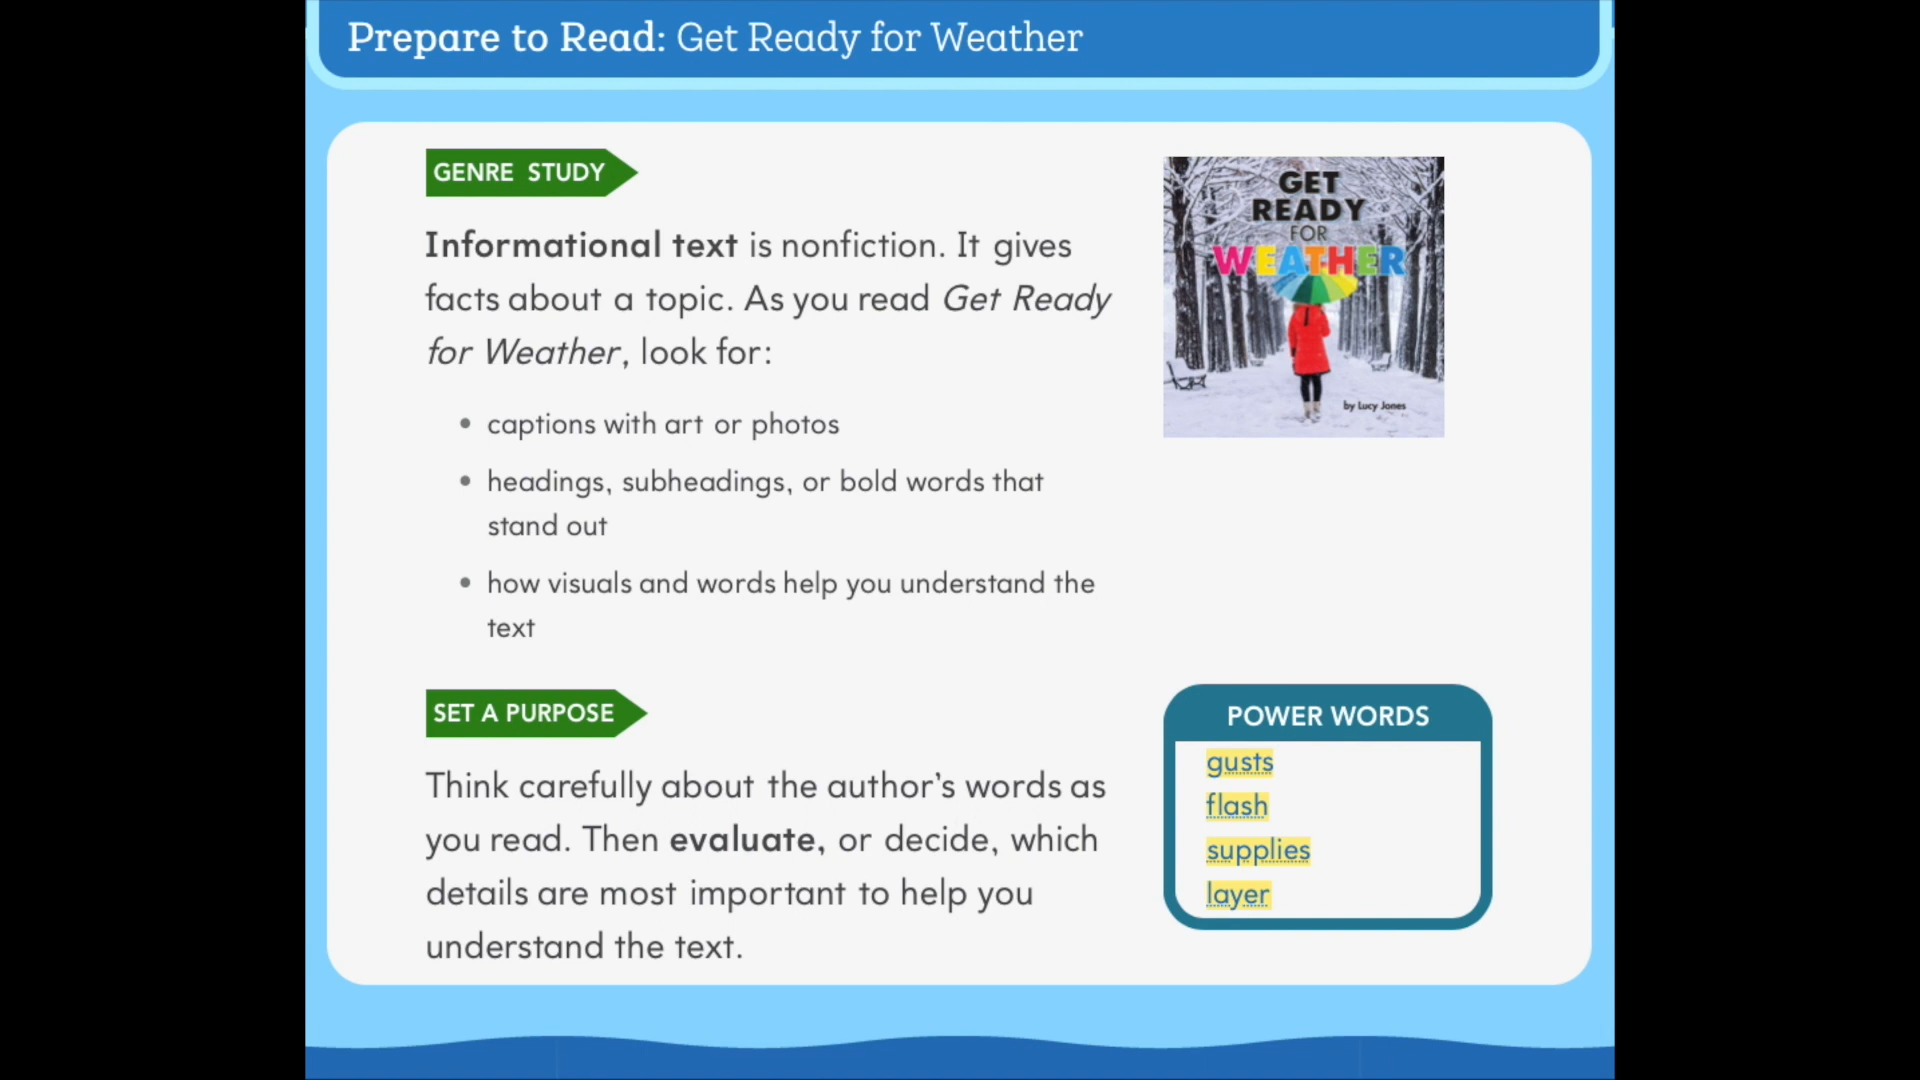 Prepare to Read: Get Ready for Weather
GENRE STUDY
Informational text is nonfiction. It gives
facts about a topic. As you read Get Ready
for Weather, look for:
• captions with art or photos
• headings, subheadings, or bold words that
stand out
• how visuals and words help you understand the
text
GET
READY
FOR
WEATHER
by Lucy Jones
SET A PURPOSE
Think carefully about the author’s words as
you read. Then evaluate, or decide, which
details are most important to help you
understand the text.
POWER WORDS
gusts
flash
supplies
layer